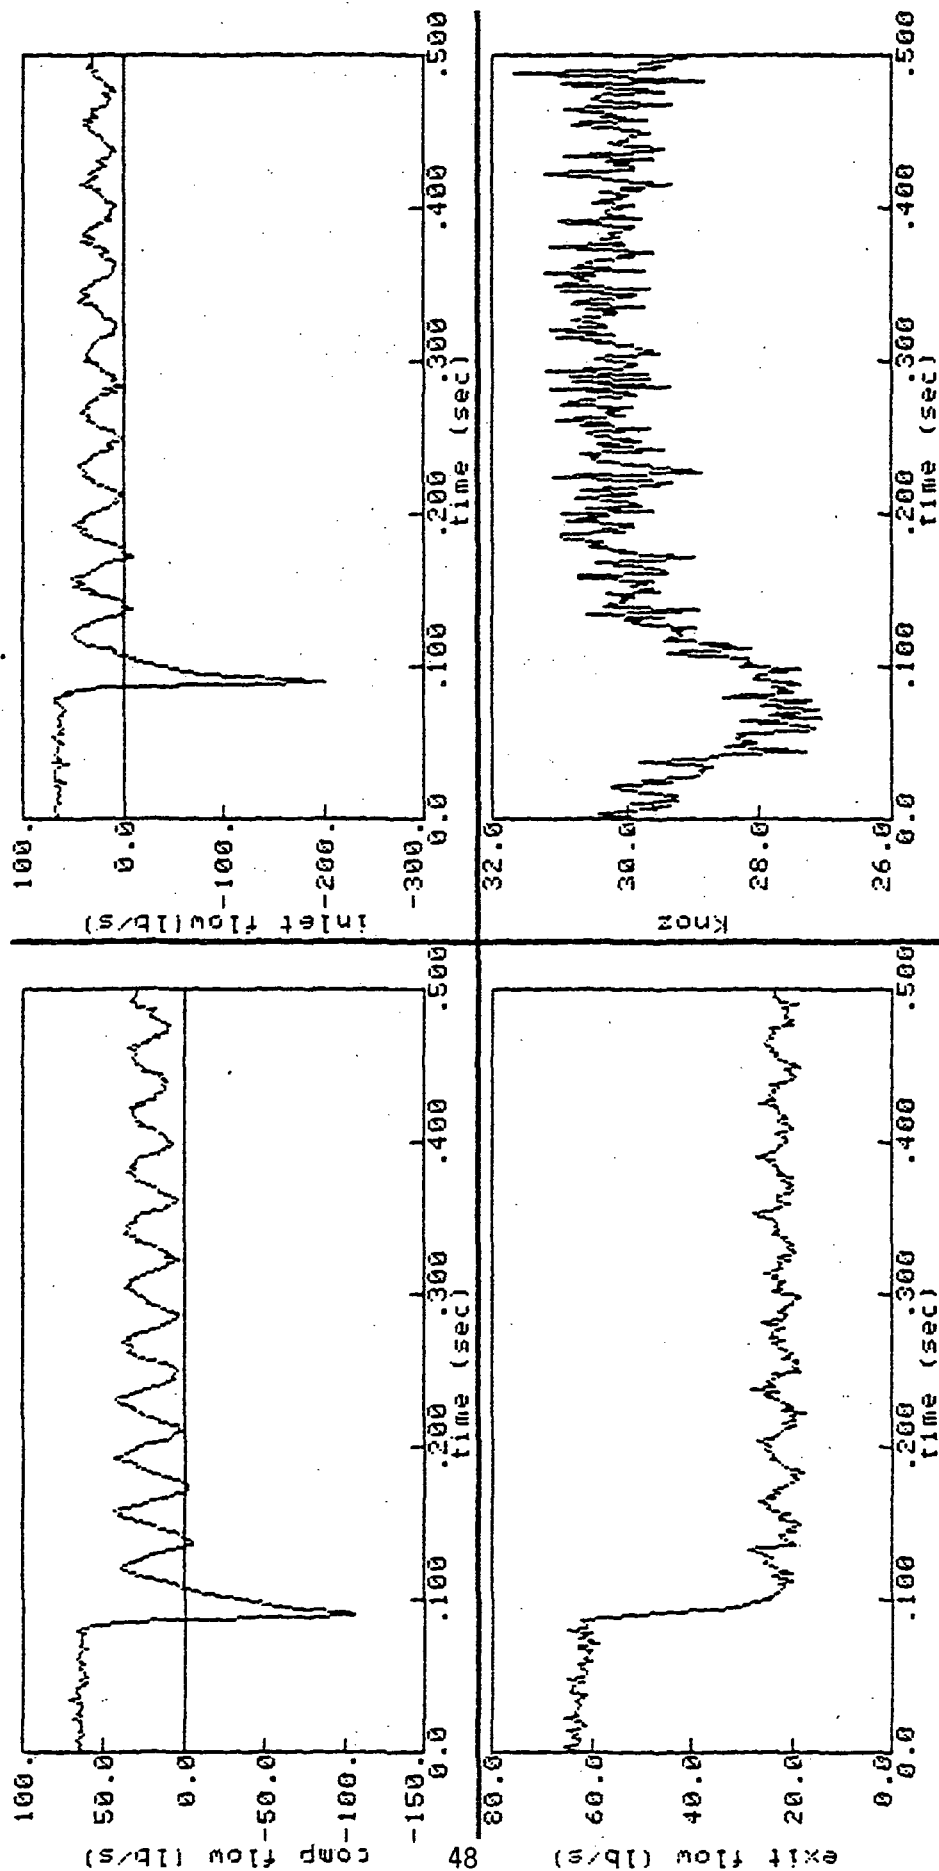 100.
50.0
0.0
-50.0
-100.
-150.
comp flow (lb/s)
0.0 .100 .200 .300 .400 .500
time (sec)
100.
0.0
-100.
-200.
-300.
inlet flow(lb/s)
0.0 .100 .200 .300 .400 .500
time (sec)
80.0
60.0
40.0
20.0
0.0
exit flow (lb/s)
0.0 .100 .200 .300 .400 .500
time (sec)
32.0
30.0
28.0
26.0
Knoz
0.0 .100 .200 .300 .400 .500
time (sec)
48